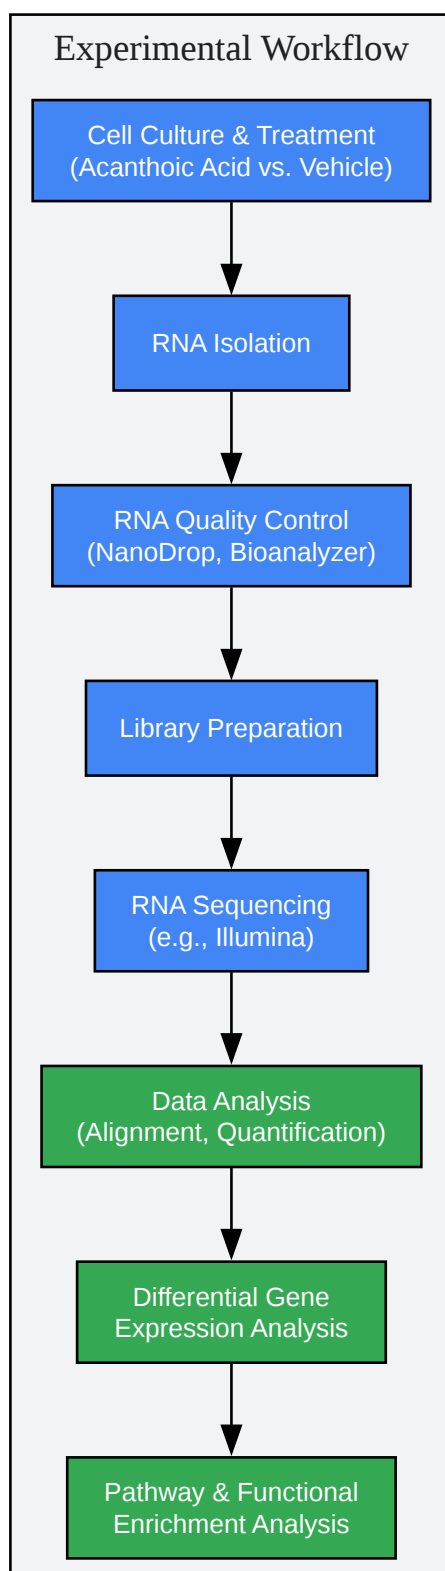 Experimental Workflow
Cell Culture & Treatment
(Acanthoic Acid vs. Vehicle)
RNA Isolation
RNA Quality Control
(NanoDrop, Bioanalyzer)
Library Preparation
RNA Sequencing
(e.g., Illumina)
Data Analysis
(Alignment, Quantification)
Differential Gene
Expression Analysis
Pathway & Functional
Enrichment Analysis